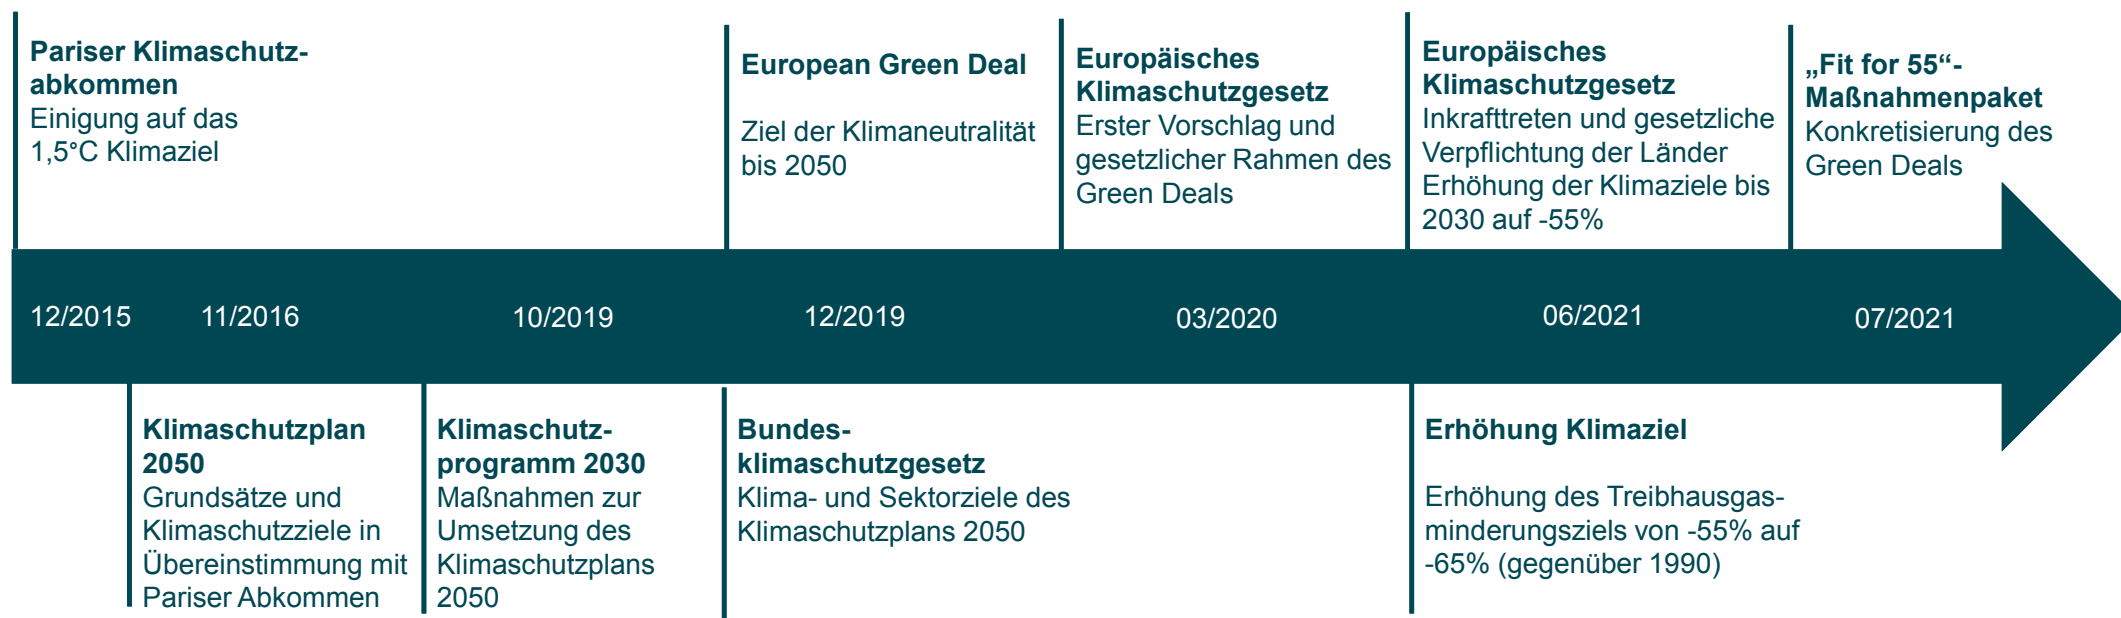 Pariser Klimaschutz-
abkommen
Einigung auf das
1,5°C Klimaziel
European Green Deal
Ziel der Klimaneutralität
bis 2050
Europäisches
Klimaschutzgesetz
Erster Vorschlag und
gesetzlicher Rahmen des
Green Deals
Europäisches
Klimaschutzgesetz
Inkrafttreten und gesetzliche
Verpflichtung der Länder
Erhöhung der Klimaziele bis
2030 auf -55%
„Fit for 55“-
Maßnahmenpaket
Konkretisierung des
Green Deals
12/2015
11/2016
10/2019
12/2019
03/2020
06/2021
07/2021
Klimaschutzplan
2050
Grundsätze und
Klimaschutzziele in
Übereinstimmung mit
Pariser Abkommen
Klimaschutz-
programm 2030
Maßnahmen zur
Umsetzung des
Klimaschutzplans
2050
Bundes-
klimaschutzgesetz
Klima- und Sektorziele des
Klimaschutzplans 2050
Erhöhung Klimaziel
Erhöhung des Treibhausgas-
minderungsziels von -55% auf
-65% (gegenüber 1990)